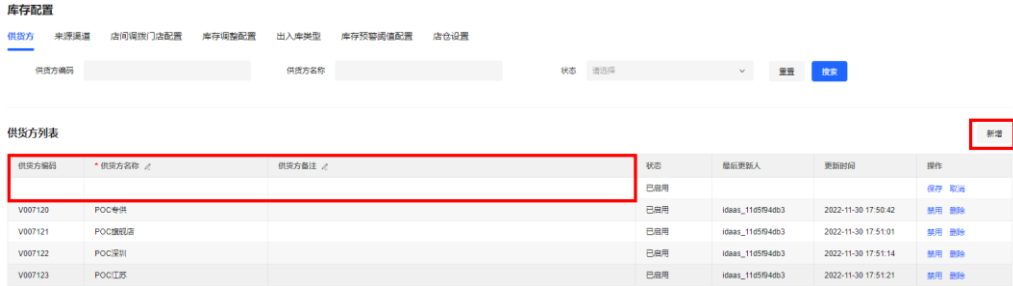 库存配置
供货方 来源渠道 店间调拨门店配置 库存调整配置 出入库类型 库存预警阈值配置 店仓设置
供货方编码 供货方名称 状态 请选择 重置 搜索
供货方列表 新增
供货方编码 * 供货方名称 供货方备注 状态 最后更新人 更新时间 操作
已启用 保存 取消
V007120 POC专供 已启用 idaas_11d5f94db3 2022-11-30 17:50:42 禁用 删除
V007121 POC旗舰店 已启用 idaas_11d5f94db3 2022-11-30 17:51:01 禁用 删除
V007122 POC深圳 已启用 idaas_11d5f94db3 2022-11-30 17:51:14 禁用 删除
V007123 POC江苏 已启用 idaas_11d5f94db3 2022-11-30 17:51:21 禁用 删除